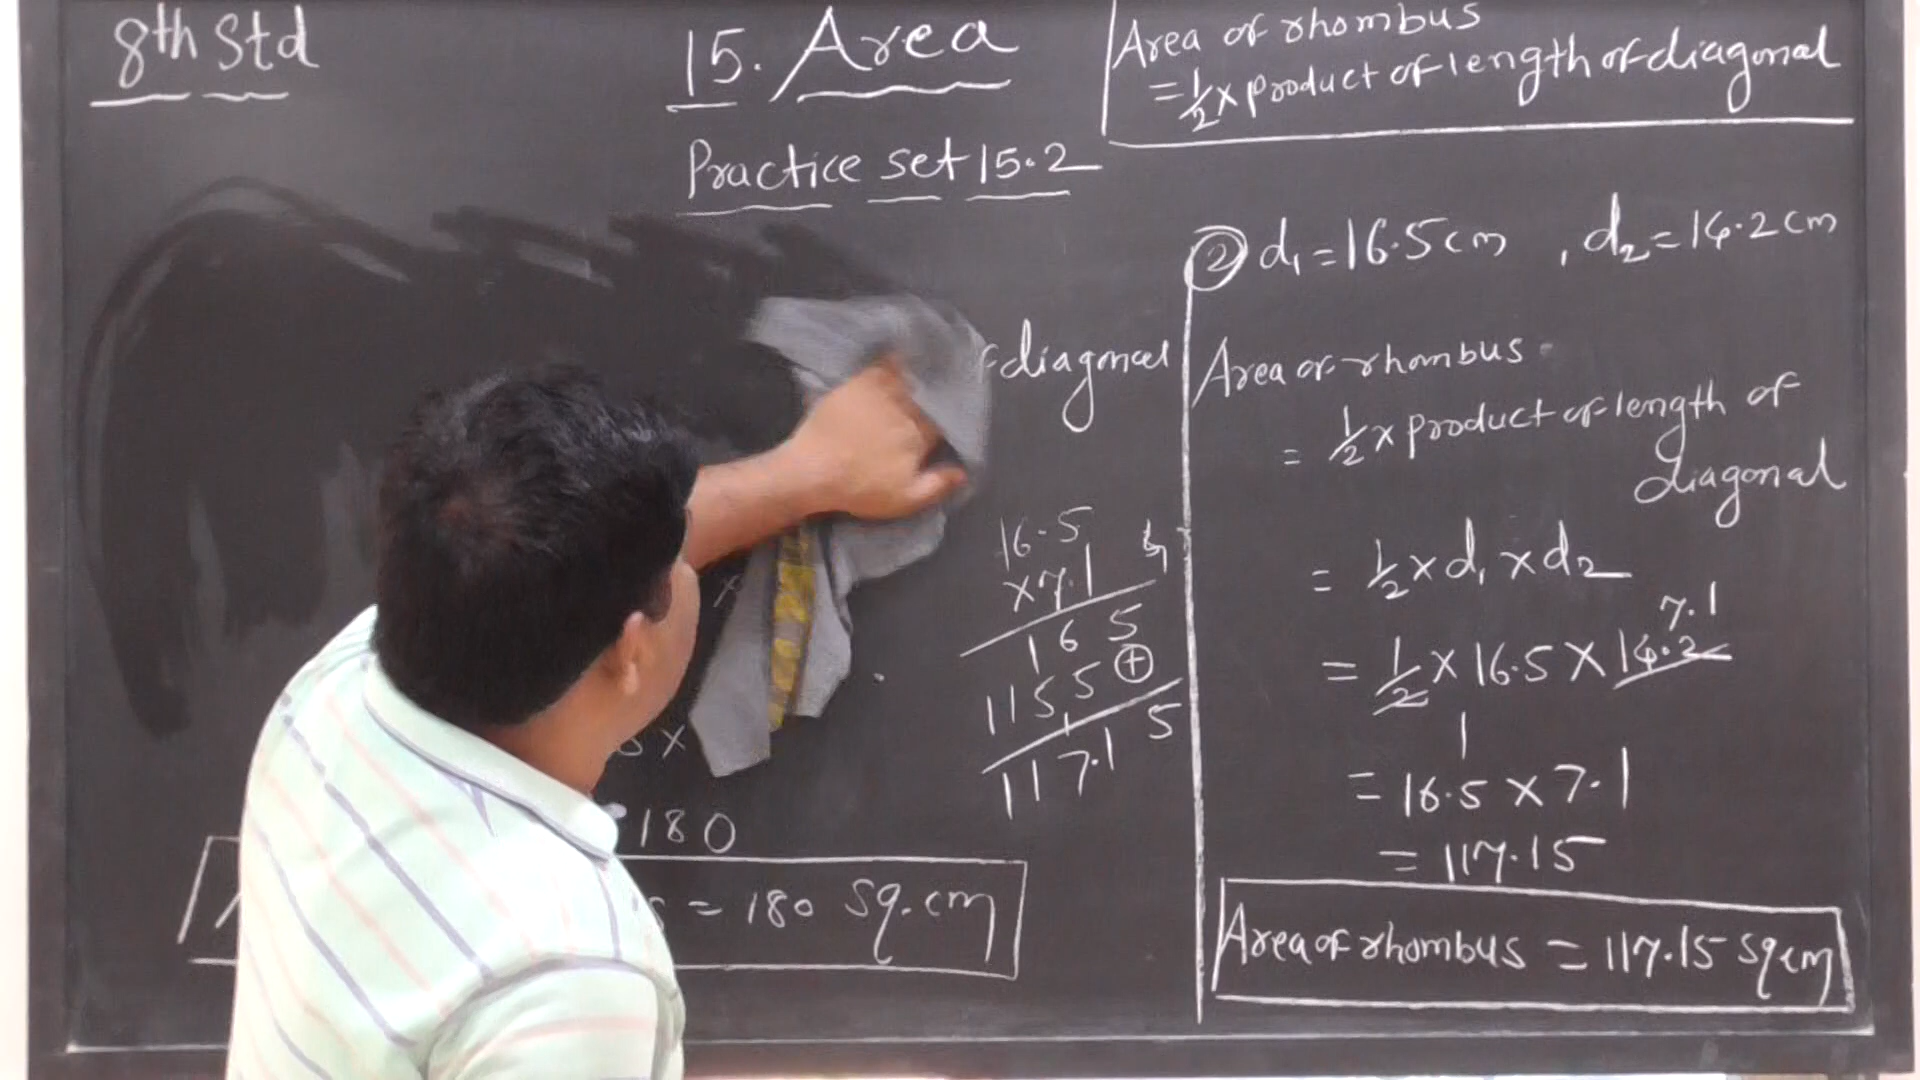 8th Std
15. Area
Practice set 15.2
Area of rhombus
= 1/2 x product of length of diagonal
diagonal
x
x
180
= 180 sq. cm
16.5
x 7.1
1 6 5
1 1 5 5 +
1
1 1 7.1 5
② d₁ = 16.5 cm , d₂ = 14.2 cm
Area of rhombus
= 1/2 x product of length of
diagonal
= 1/2 x d₁ x d₂
7.1
= 1/2 x 16.5 x 14.2
1
= 16.5 x 7.1
= 117.15
Area of rhombus = 117.15 sq cm